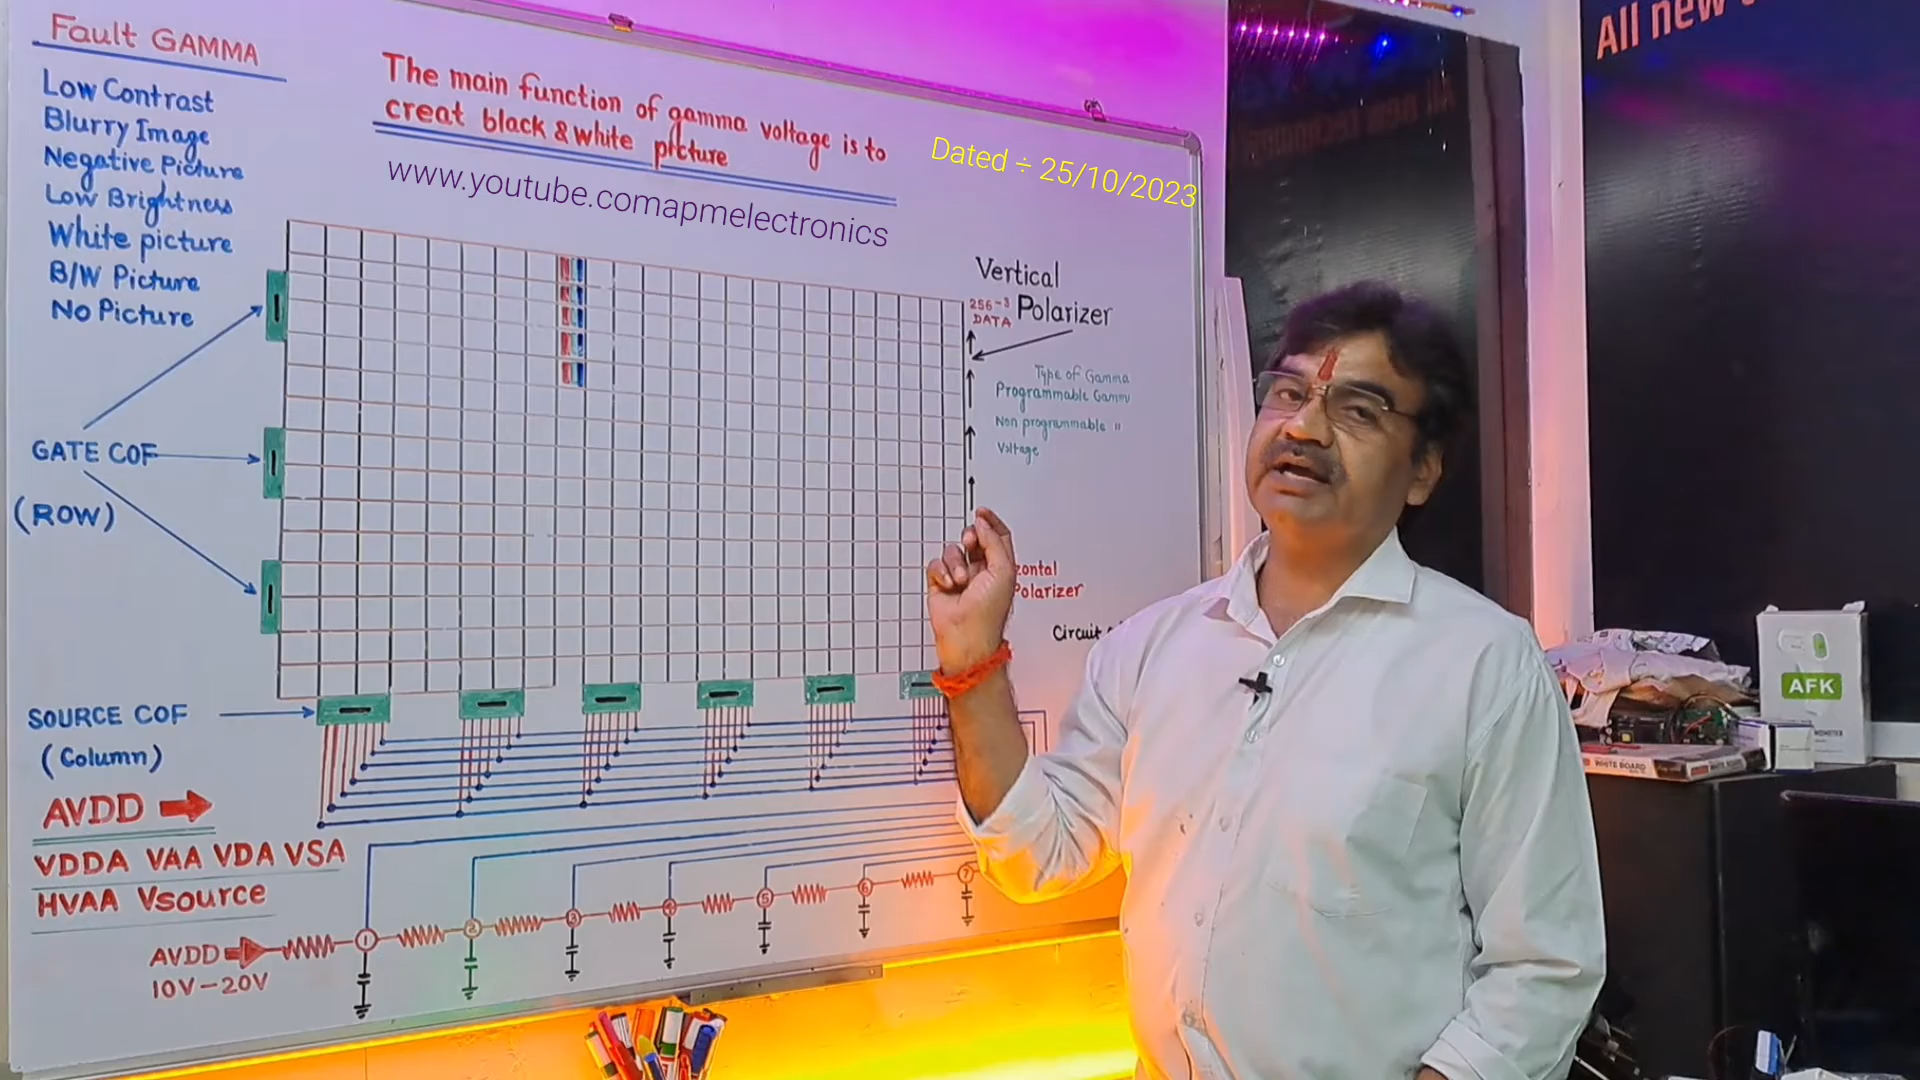 Fault GAMMA
Low Contrast
Blurry Image
Negative Picture
Low Brightness
White picture
B/W Picture
No Picture
The main function of gamma voltage is to
creat black & white picture
www.youtube.comapmelectronics
Dated ÷ 25/10/2023
All new
Vertical
Polarizer
256-3
DATA
Type of Gamma
Programmable Gamm
Non programmable "
Voltage
zontal
Polarizer
Circuit
GATE COF
(ROW)
SOURCE COF
(Column)
AVDD
VDDA VAA VDA VSA
HVAA Vsource
AVDD
10V-20V
1
2
3
4
5
6
7
AFK
WHITE BOARD